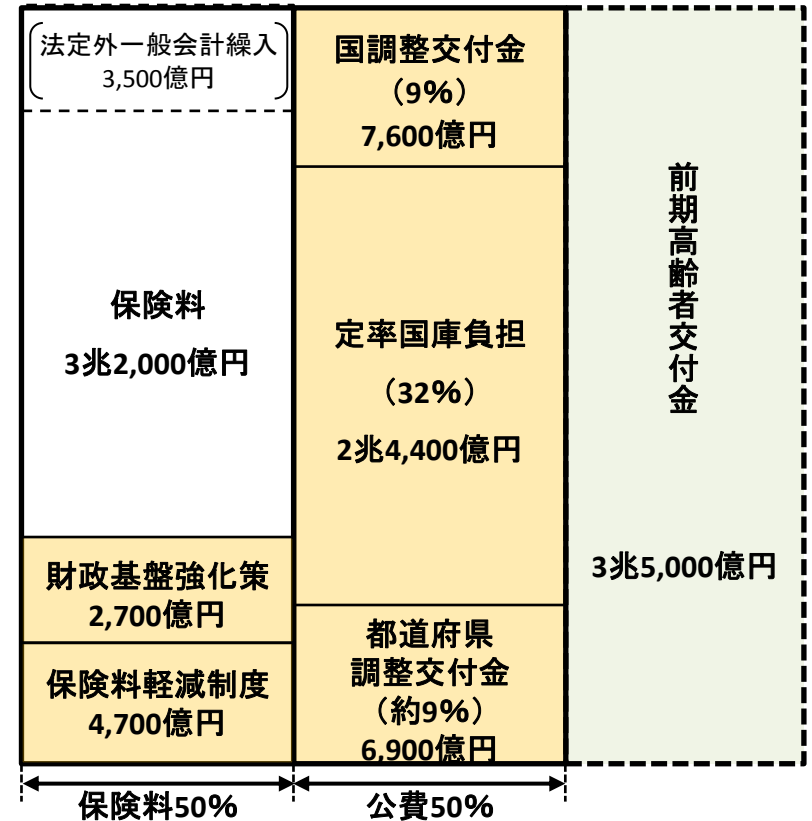 法定外一般会計繰入
3,500億円
保険料
3兆2,000億円
財政基盤強化策
2,700億円
保険料軽減制度
4,700億円
国調整交付金
（9％）
7,600億円
定率国庫負担
（32％）
2兆4,400億円
都道府県
調整交付金
（約9％）
6,900億円
前期高齢者交付金
3兆5,000億円
保険料50％
公費50％